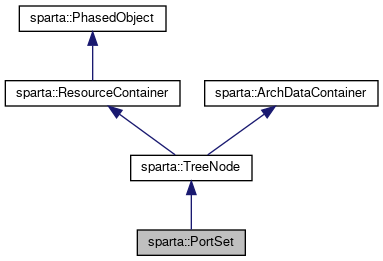 sparta::PhasedObject
sparta::ResourceContainer
sparta::ArchDataContainer
sparta::TreeNode
sparta::PortSet